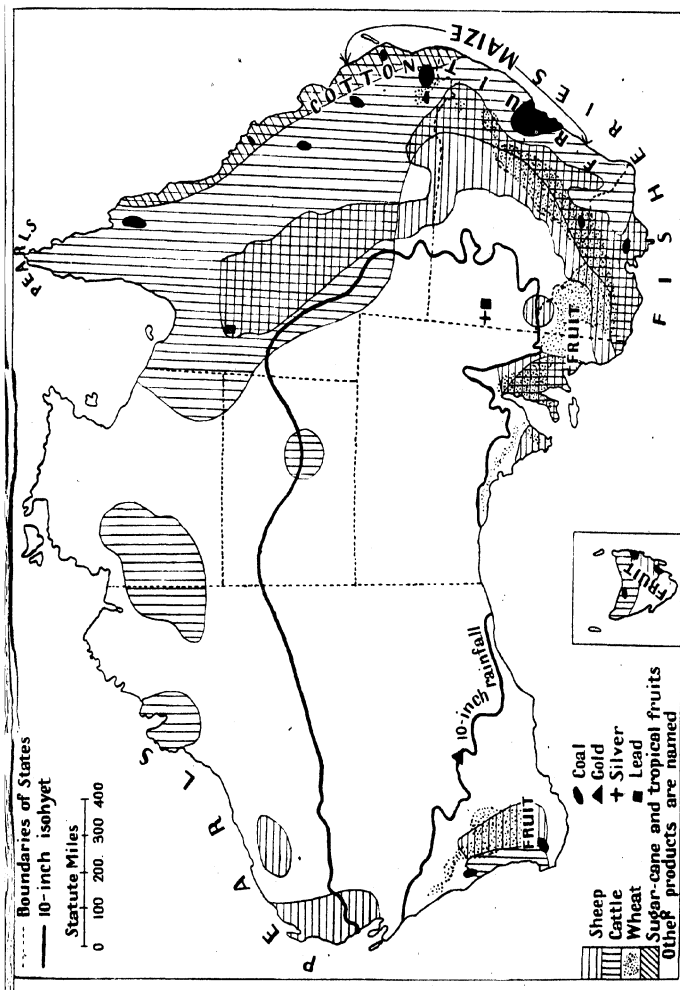 PEARLS
COTTON
MAIZE
FRUIT
FISHERIES
FRUIT
FRUIT
FRUIT
PEARLS
10-inch rainfall
Boundaries of States
10-inch isohyet
Statute Miles
0 100 200. 300 400
Sheep
Cattle
Wheat
Sugar-cane and tropical fruits
Other products are named
Coal
Gold
Silver
Lead